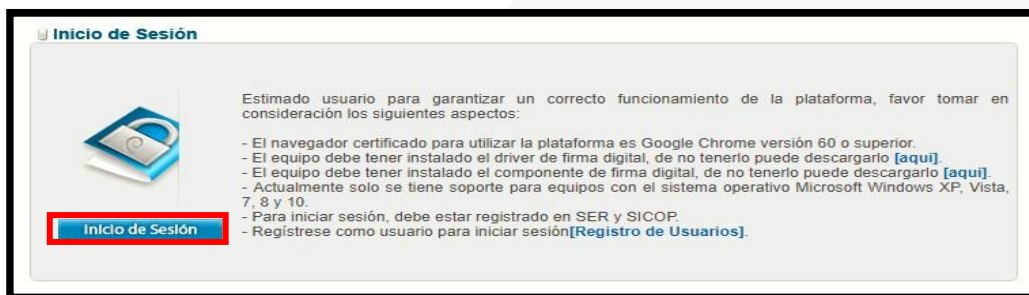 Inicio de Sesión
Estimado usuario para garantizar un correcto funcionamiento de la plataforma, favor tomar en
consideración los siguientes aspectos:
- El navegador certificado para utilizar la plataforma es Google Chrome versión 60 o superior.
- El equipo debe tener instalado el driver de firma digital, de no tenerlo puede descargarlo [aquí].
- El equipo debe tener instalado el componente de firma digital, de no tenerlo puede descargarlo [aquí].
- Actualmente solo se tiene soporte para equipos con el sistema operativo Microsoft Windows XP, Vista,
7, 8 y 10.
- Para iniciar sesión, debe estar registrado en SER y SICOP.
- Regístrese como usuario para iniciar sesión[Registro de Usuarios].
Inicio de Sesión